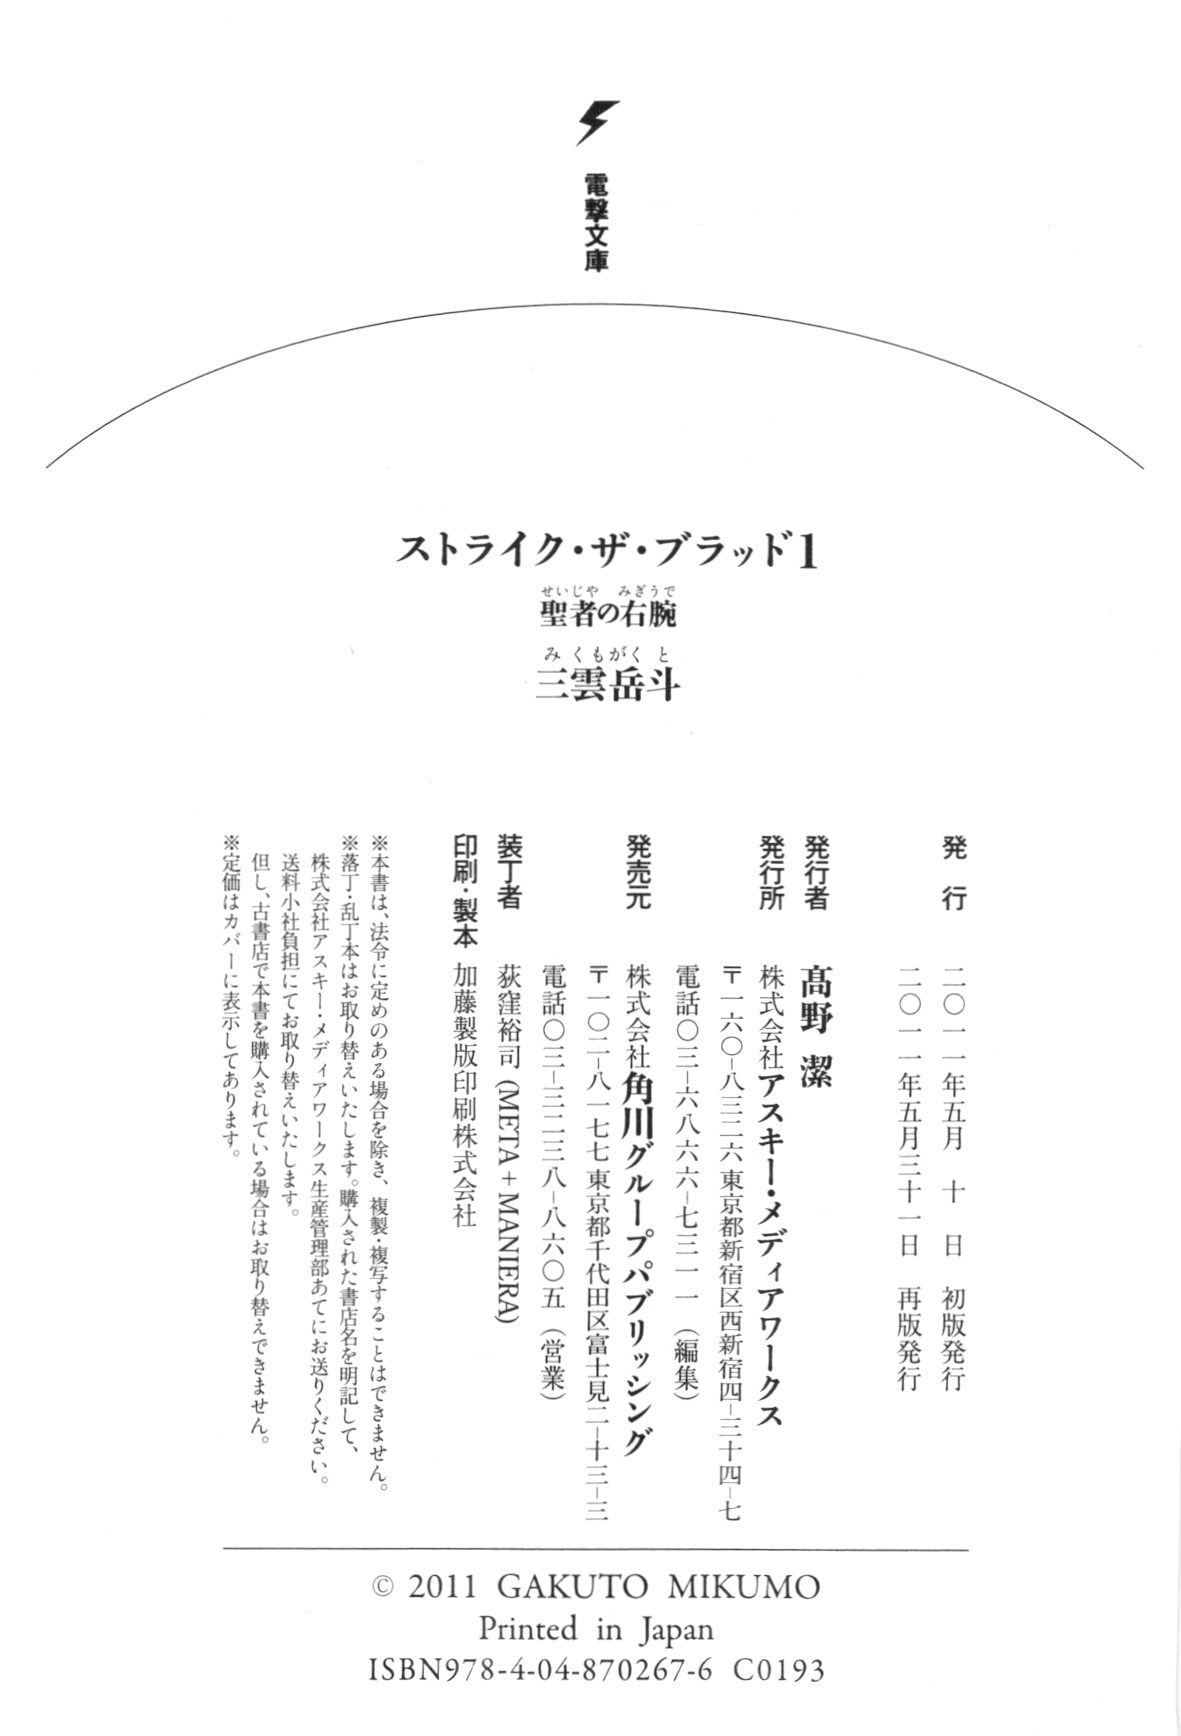 電撃文庫
ストライク・ザ・ブラッド1
せいじゃ みぎうで
聖者の右腕
みくもがくと
三雲岳斗
発 行 二〇一一年五月 十 日 初版発行
二〇一一年五月三十一日 再版発行
発行者 髙野 潔
発行所 株式会社アスキー・メディアワークス
〒一六〇-八三二六 東京都新宿区西新宿四-三十四-七
電話〇三-六八六六-七三一一（編集）
発売元 株式会社角川グループパブリッシング
〒一〇二-八一七七 東京都千代田区富士見二-十三-三
電話〇三-三二三八-八六〇五（営業）
装丁者 荻窪裕司 (META + MANIERA)
印刷・製本 加藤製版印刷株式会社
※本書は、法令に定めのある場合を除き、複製・複写することはできません。
※落丁・乱丁本はお取り替えいたします。購入された書店名を明記して、
株式会社アスキー・メディアワークス生産管理部あてにお送りください。
送料小社負担にてお取り替えいたします。
但し、古書店で本書を購入されている場合はお取り替えできません。
※定価はカバーに表示してあります。
© 2011 GAKUTO MIKUMO
Printed in Japan
ISBN978-4-04-870267-6 C0193